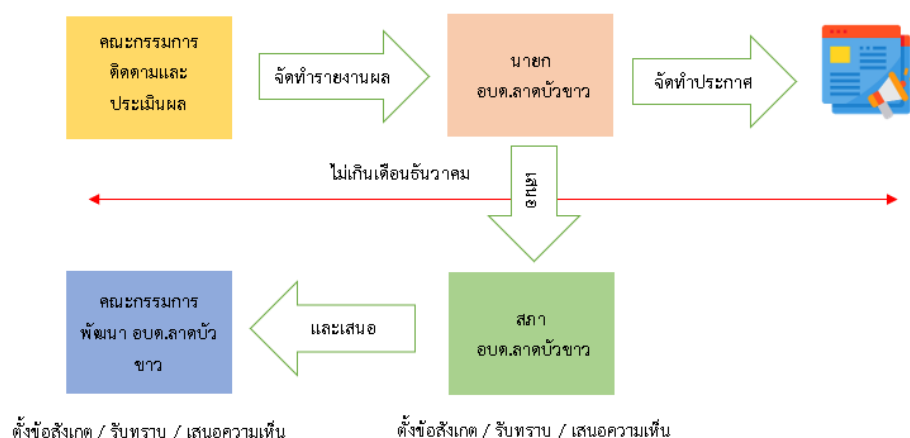 คณะกรรมการ
ติดตามและ
ประเมินผล
จัดทำรายงานผล
นายก
อบต.ลาดบัวขาว
จัดทำประกาศ
ไม่เกินเดือนธันวาคม
เสนอ
คณะกรรมการ
พัฒนา อบต.ลาดบัว
ขาว
และเสนอ
สภา
อบต.ลาดบัวขาว
ตั้งข้อสังเกต / รับทราบ / เสนอความเห็น
ตั้งข้อสังเกต / รับทราบ / เสนอความเห็น